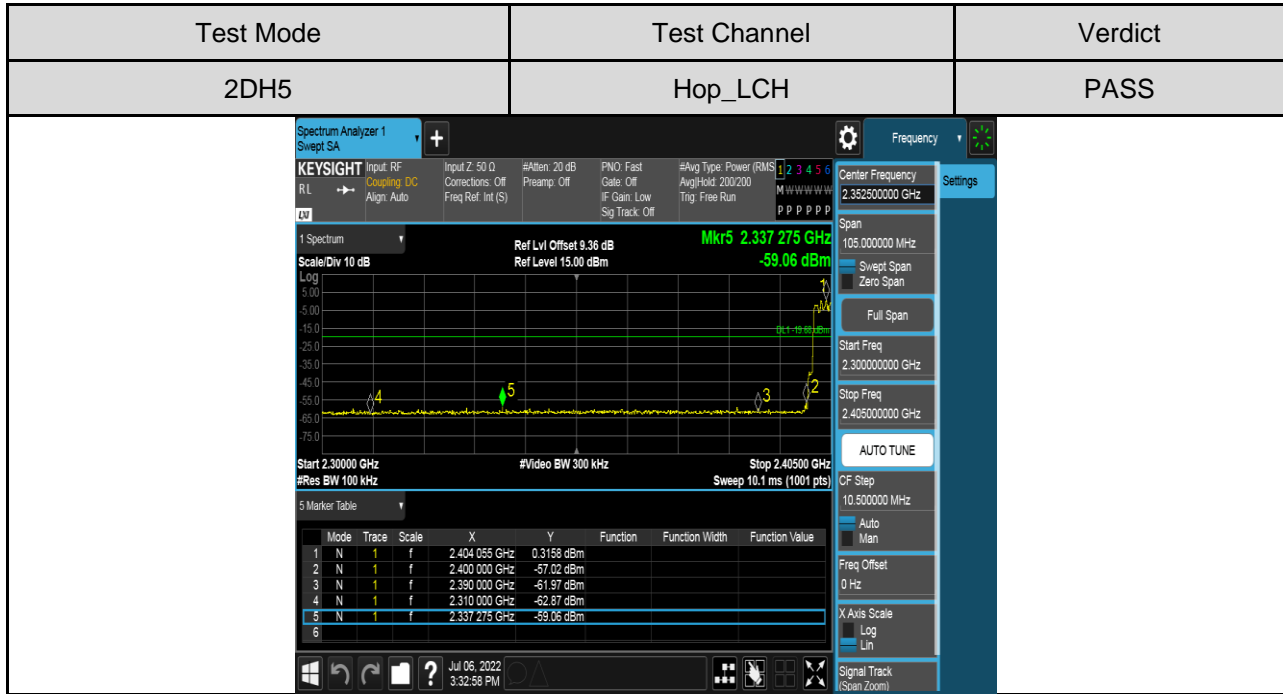 Test Mode Test Channel Verdict
2DH5 Hop_LCH PASS
Spectrum Analyzer 1
Swept SA
Frequency
KEYSIGHT Input: RF Input Z: 50 Ω #Atten: 20 dB PNO: Fast #Avg Type: Power (RMS 1 2 3 4 5 6
RL Coupling: DC Corrections: Off Preamp: Off Gate: Off Avg|Hold: 200/200 M W W W W W
Align: Auto Freq Ref: Int (S) IF Gain: Low Trig: Free Run
LXI Sig Track: Off P P P P P P
Center Frequency
2.352500000 GHz
Settings
1 Spectrum
Ref Lvl Offset 9.36 dB
Mkr5 2.337 275 GHz
Scale/Div 10 dB Ref Level 15.00 dBm -59.06 dBm
Span
105.000000 MHz
Swept Span
Zero Span
Full Span
Log
5.00
-5.00
-15.0
-25.0
-35.0
-45.0
-55.0
-65.0
-75.0
1
DL1 -19.68 dBm
4 5 3 2
Start Freq
2.300000000 GHz
Stop Freq
2.405000000 GHz
AUTO TUNE
Start 2.30000 GHz #Video BW 300 kHz Stop 2.40500 GHz
#Res BW 100 kHz Sweep 10.1 ms (1001 pts)
CF Step
10.500000 MHz
Auto
Man
Freq Offset
0 Hz
X Axis Scale
Log
Lin
Signal Track
(Span Zoom)
5 Marker Table
Mode Trace Scale X Y Function Function Width Function Value
1 N 1 f 2.404 055 GHz 0.3158 dBm
2 N 1 f 2.400 000 GHz -57.02 dBm
3 N 1 f 2.390 000 GHz -61.97 dBm
4 N 1 f 2.310 000 GHz -62.87 dBm
5 N 1 f 2.337 275 GHz -59.06 dBm
6
? Jul 06, 2022
3:32:58 PM